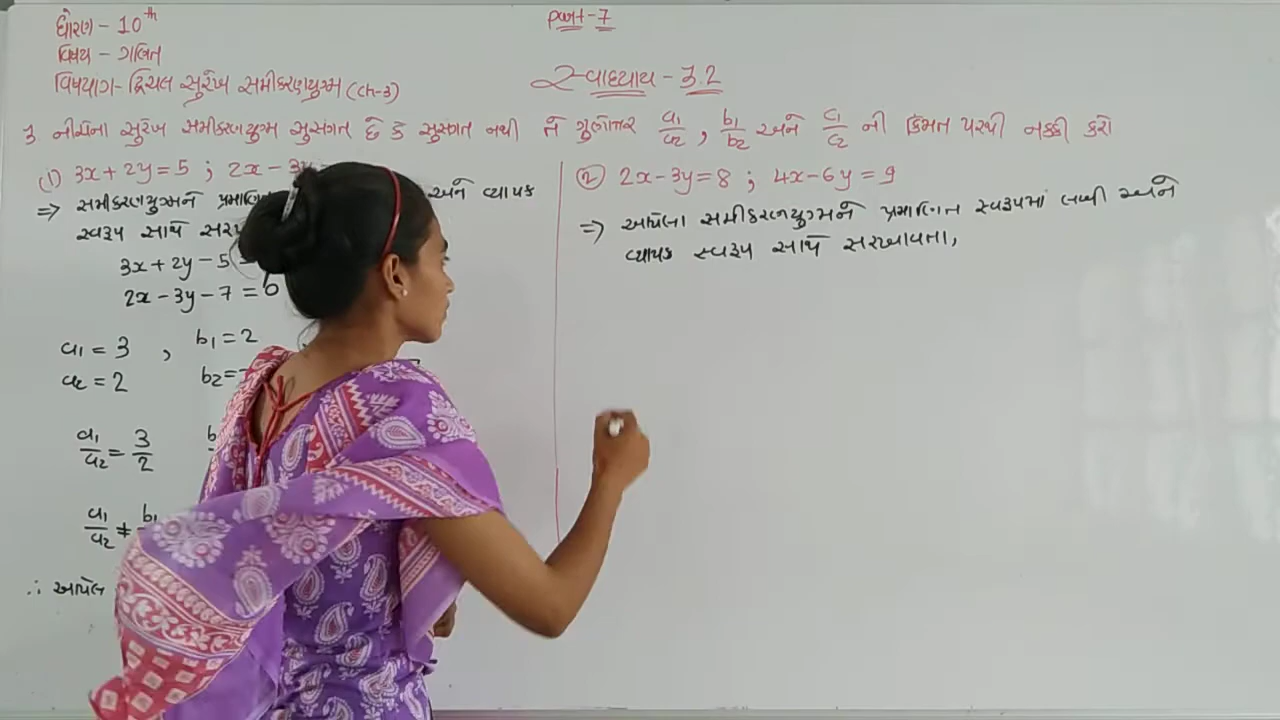 ધોરણ - 10th
વિષય - ગણિત
વિષયાંગ - દ્વિચલ સુરેખ સમીકરણયુગ્મ (ch-3)
Part-7
સ્વાધ્યાય - 3.2
3 નીચેના સુરેખ સમીકરણયુગ્મ સુસંગત છે કે સુસંગત નથી તે ગુણોત્તર a1/a2 , b1/b2 અને c1/c2 ની કિંમત પરથી નક્કી કરો
(1) 3x + 2y = 5 ; 2x - 3y
⇒ સમીકરણયુગ્મને અને વ્યાપક
સ્વરૂપ સાથે
3x + 2y - 5
2x - 3y - 7 = 0
a1 = 3 , b1 = 2
a2 = 2 b2 = -
a1/a2 = 3/2 b
a1/a2 ≠ b1
∴ આપેલ
(2) 2x - 3y = 8 ; 4x - 6y = 9
⇒ આપેલા સમીકરણયુગ્મને પ્રમાણિત સ્વરૂપમાં લખી અને
વ્યાપક સ્વરૂપ સાથે સરખાવતા,